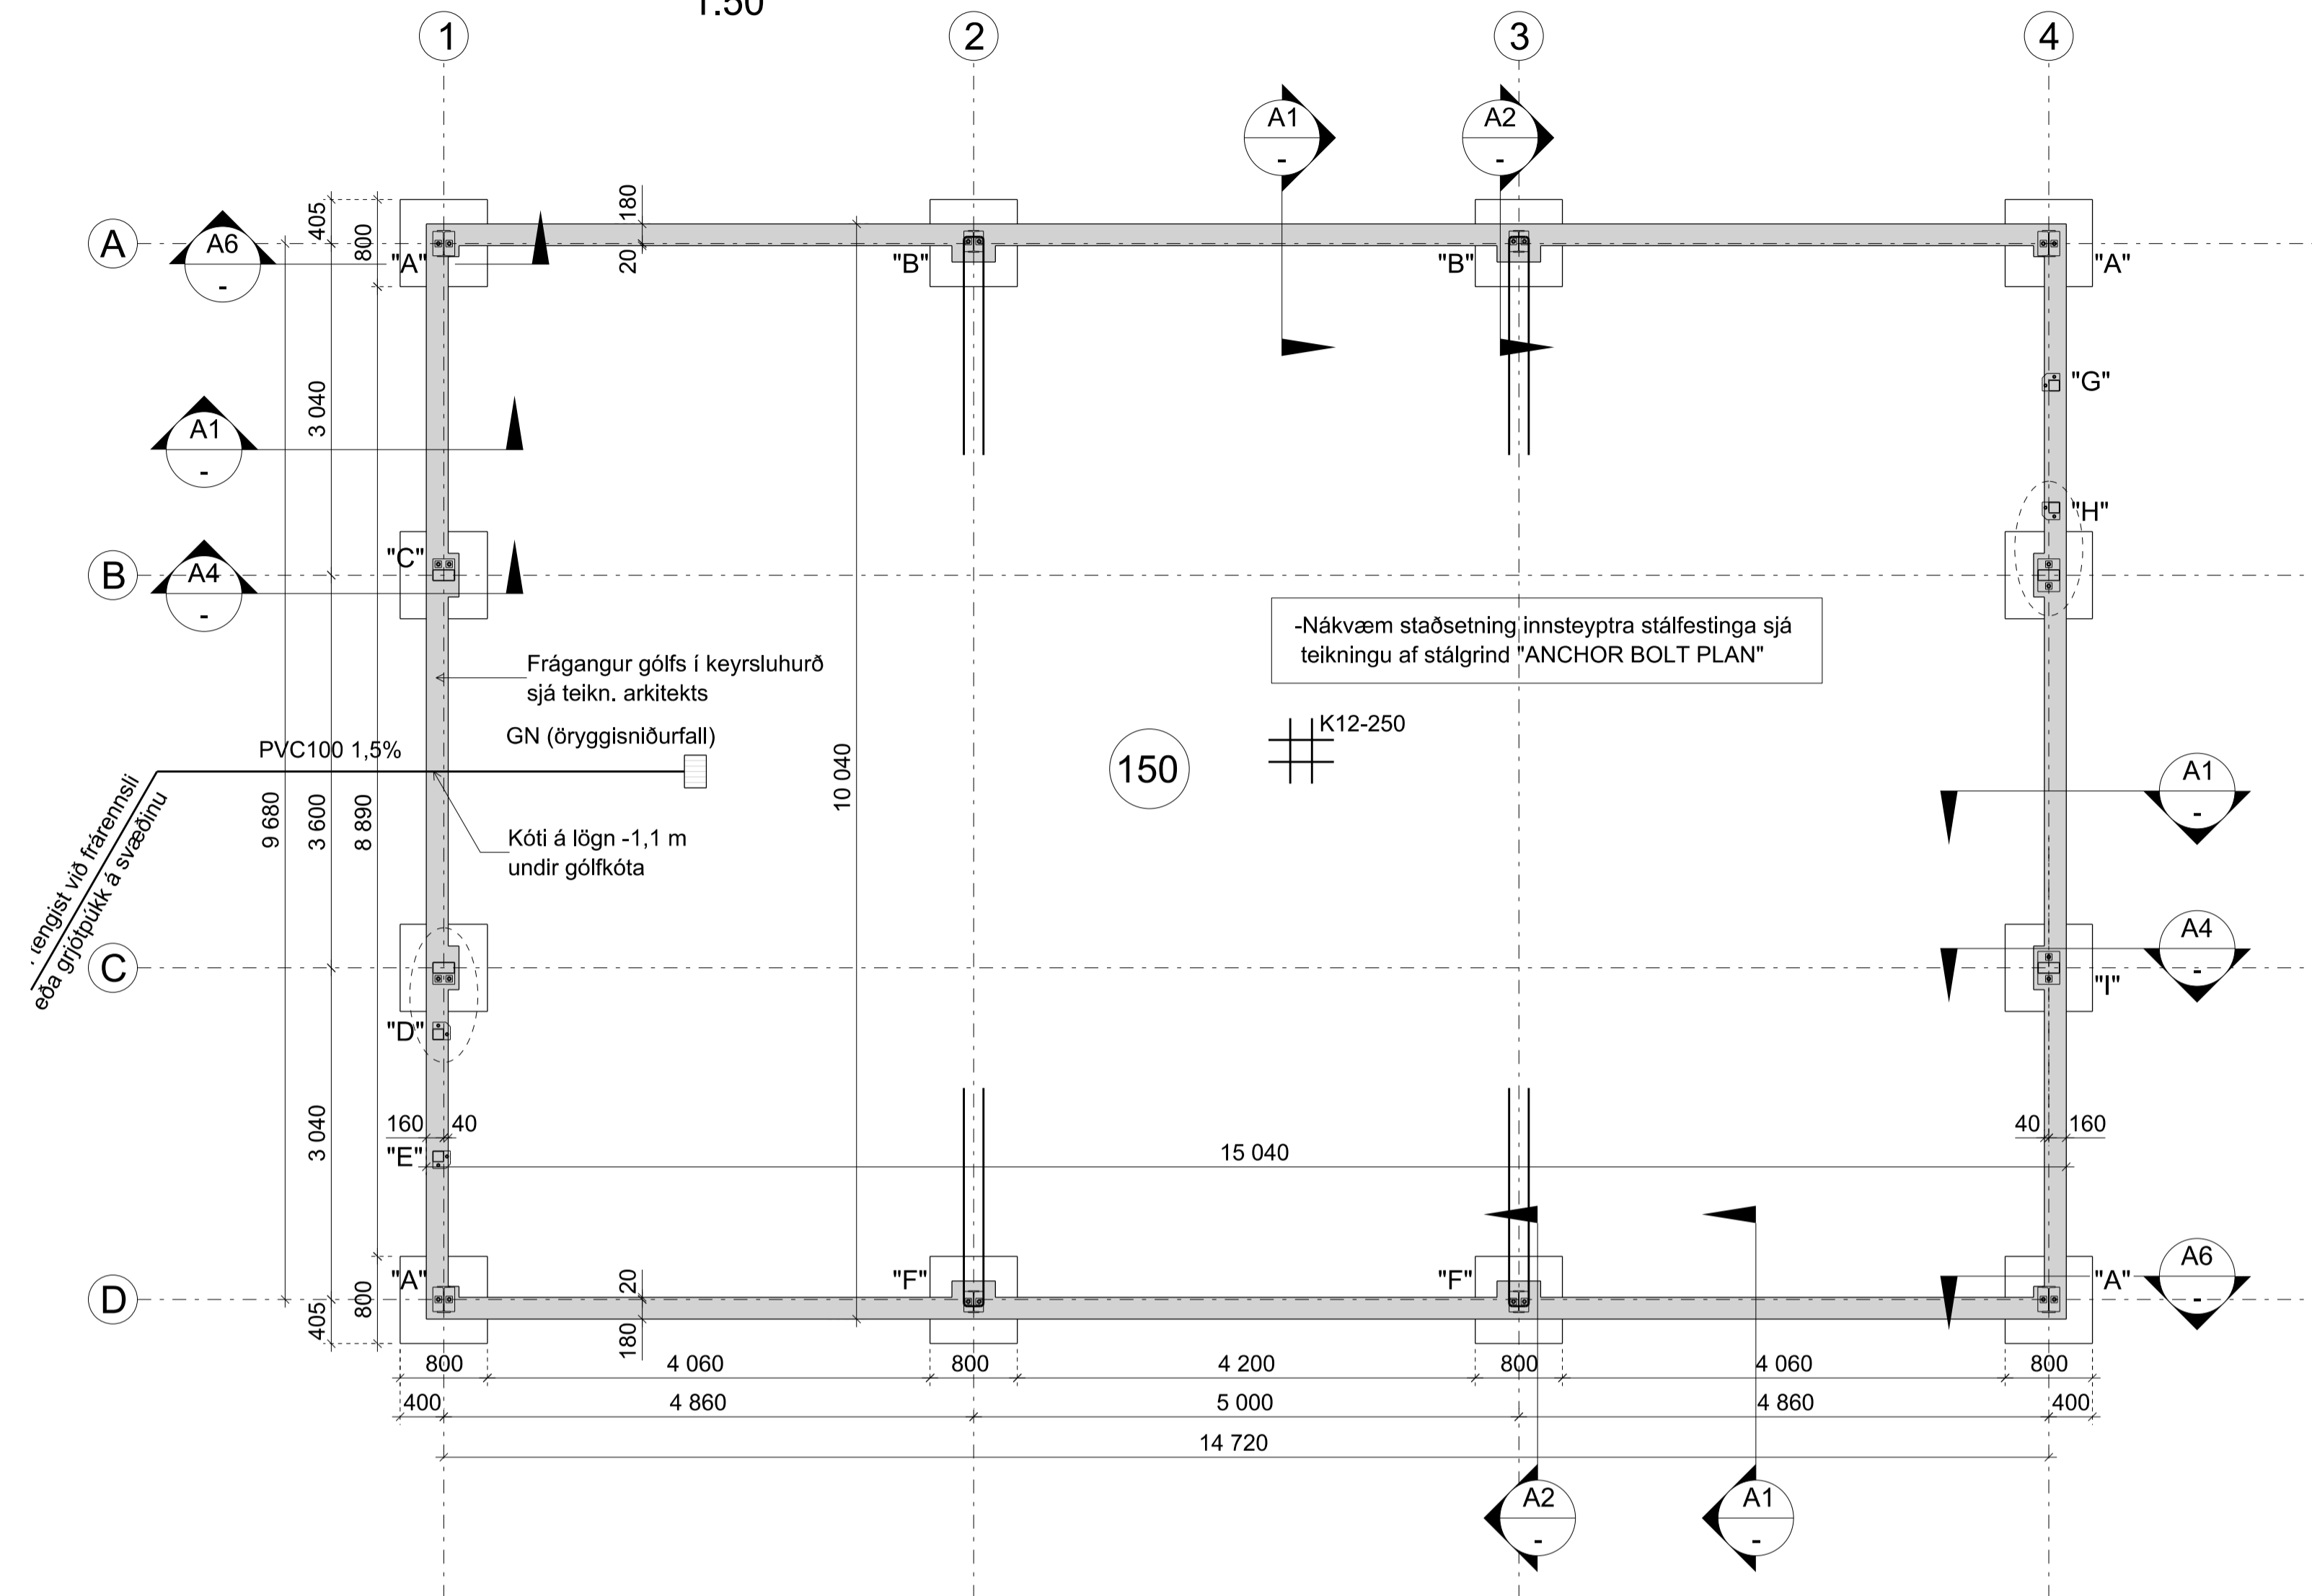 1:50
1
2
3
4
A1
-
A2
-
A
A6
-
405
800
180
20
"A"
"B"
"B"
"A"
"G"
3 040
A1
-
"H"
"C"
B
A4
-
-Nákvæm staðsetning innsteyptra stálfestinga sjá
teikningu af stálgrind "ANCHOR BOLT PLAN"
Frágangur gólfs í keyrsluhurð
sjá teikn. arkitekts
K12-250
GN (öryggisniðurfall)
PVC100 1,5%
150
10 040
A1
-
tengist við frárennsli
eða grjótpúkk á svæðinu
9 680
3 600
8 890
Kóti á lögn -1,1 m
undir gólfkóta
A4
-
C
"I"
"D"
3 040
160
40
40
160
"E"
15 040
A6
-
"A"
"F"
"F"
"A"
D
20
180
800
405
800
4 060
800
4 200
800
4 060
800
400
4 860
5 000
4 860
400
14 720
A2
-
A1
-